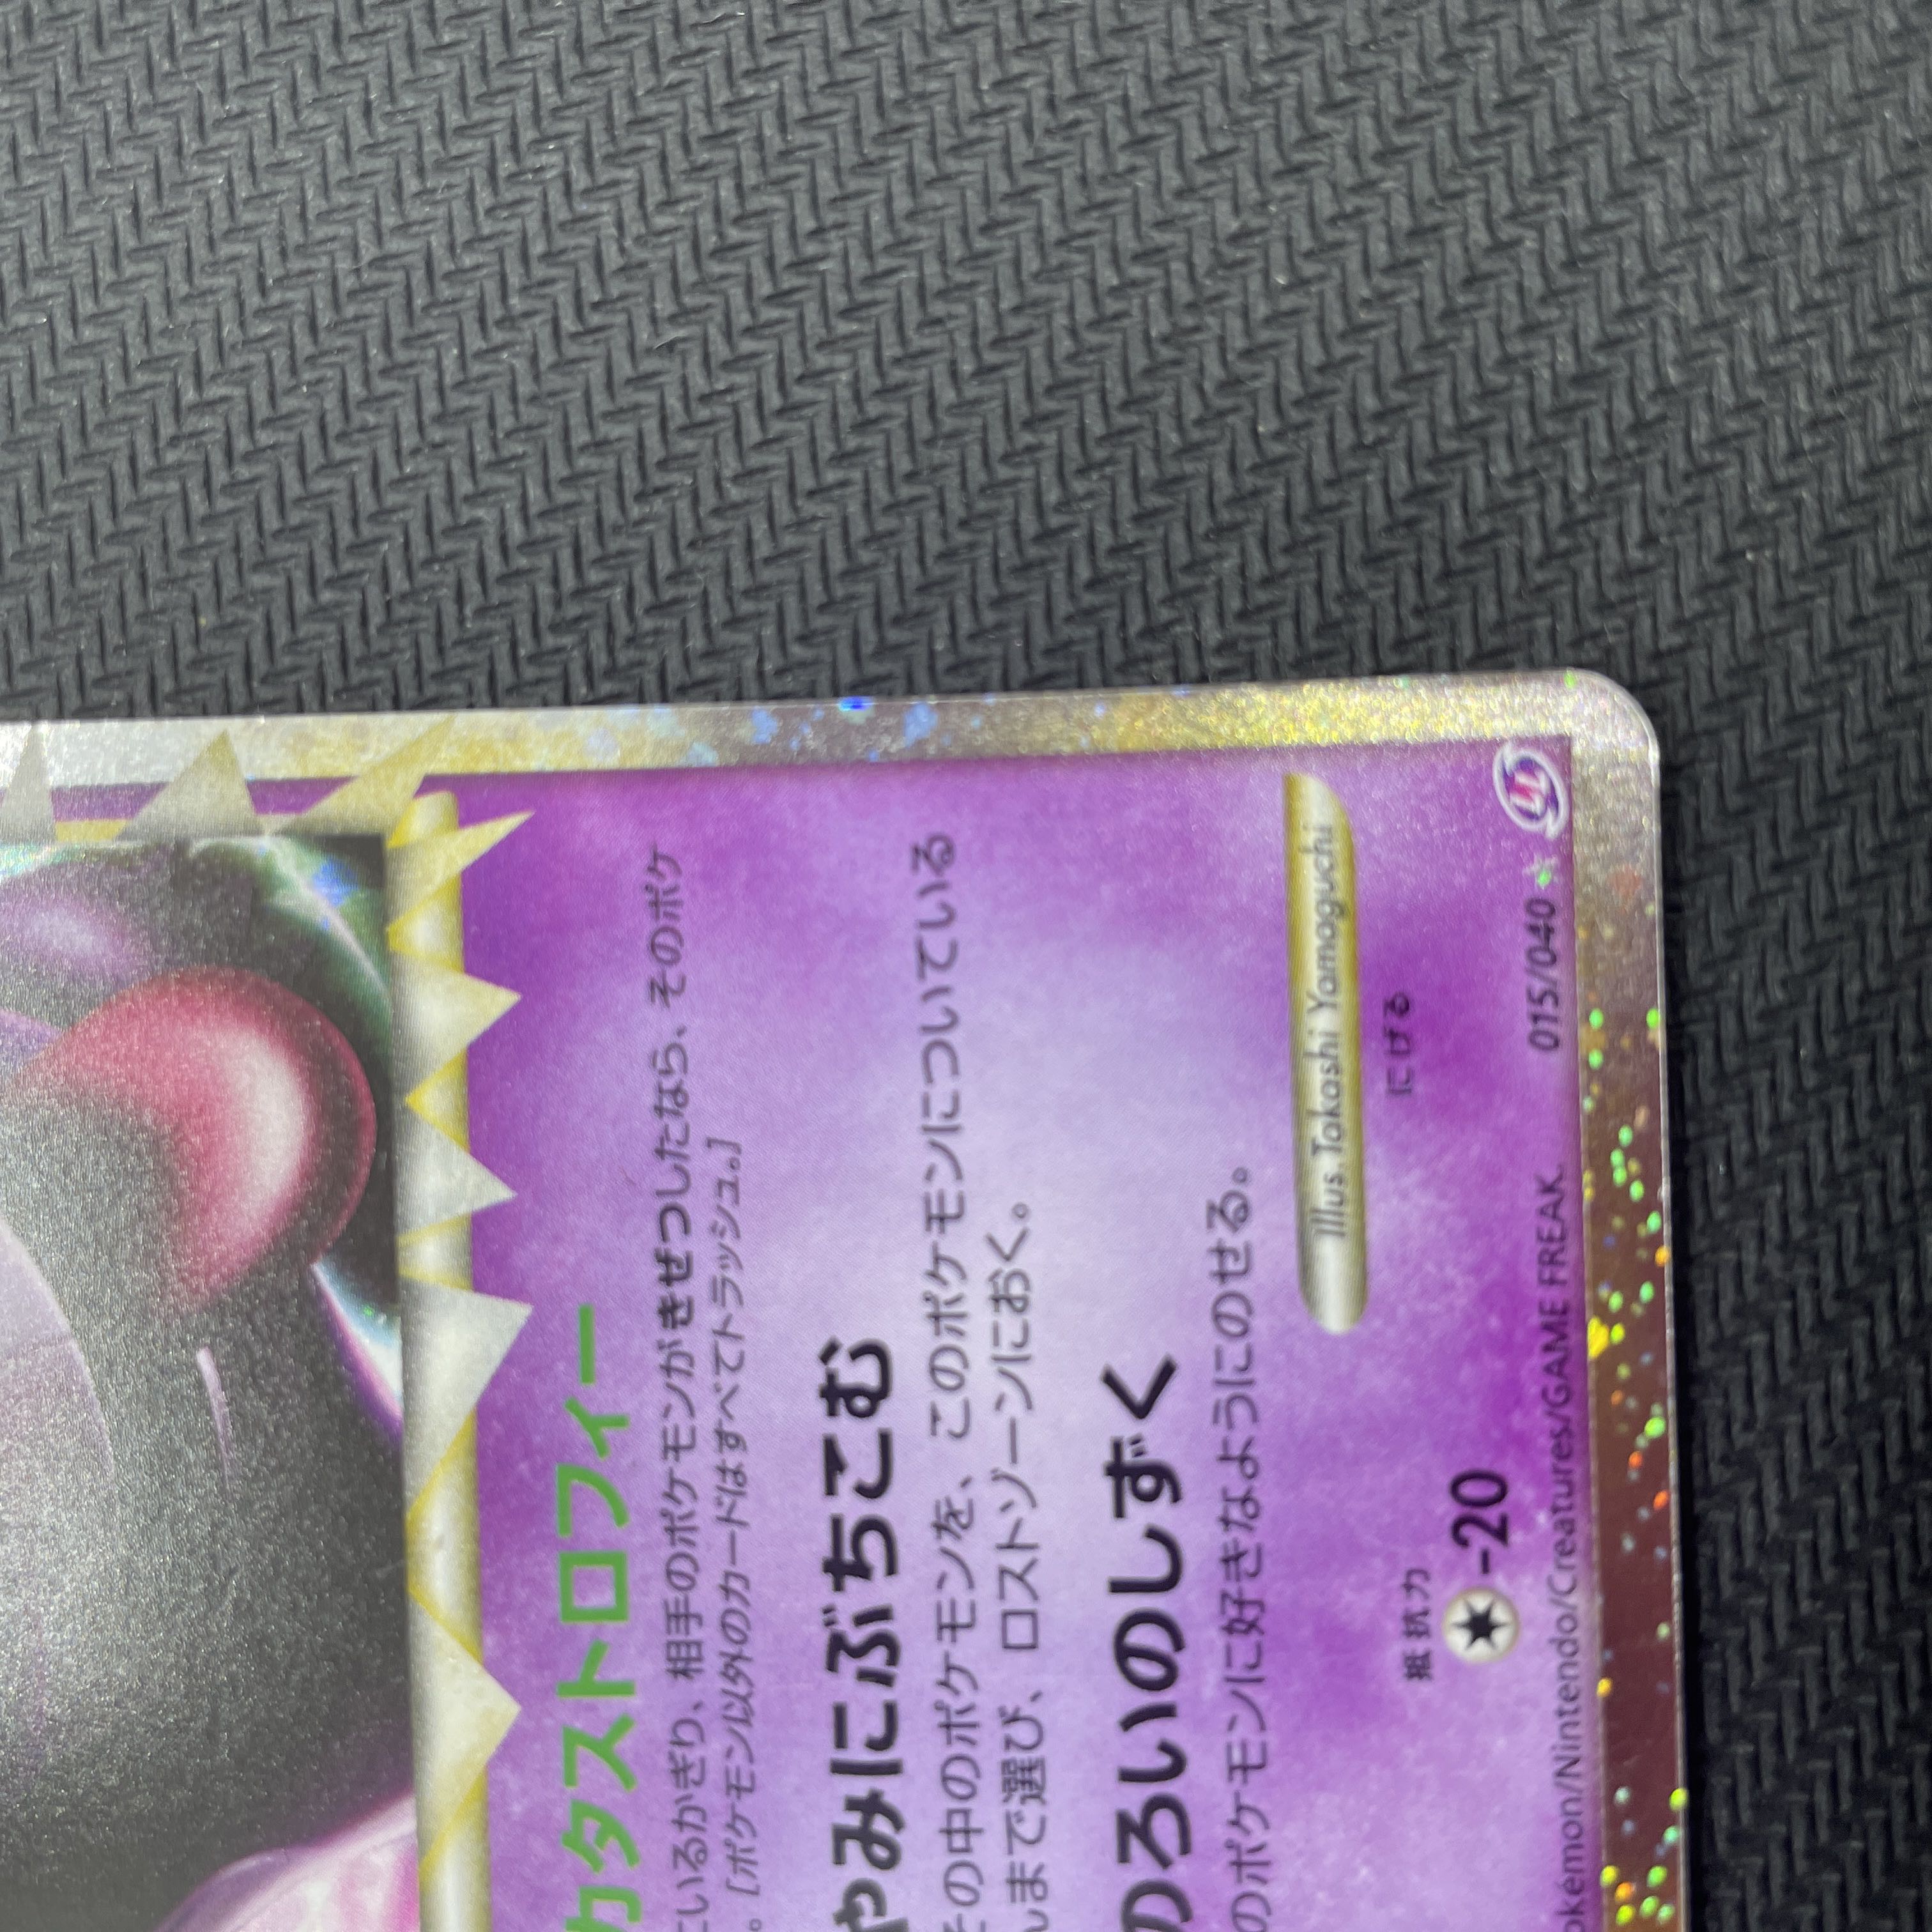 カタストロフィー
ているかぎり、相手のポケモンがきぜつしたなら、そのポケ
。［ポケモン以外のカードはすべてトラッシュ。］
やみにぶちこむ
その中のポケモンを、このポケモンについている
まで選び、ロストゾーンにおく。
のろいのしずく
のポケモンに好きなようにのせる。
Illus. Takashi Yamaguchi
抵抗力
-20
にげる
okémon/Nintendo/Creatures/GAME FREAK
015/040